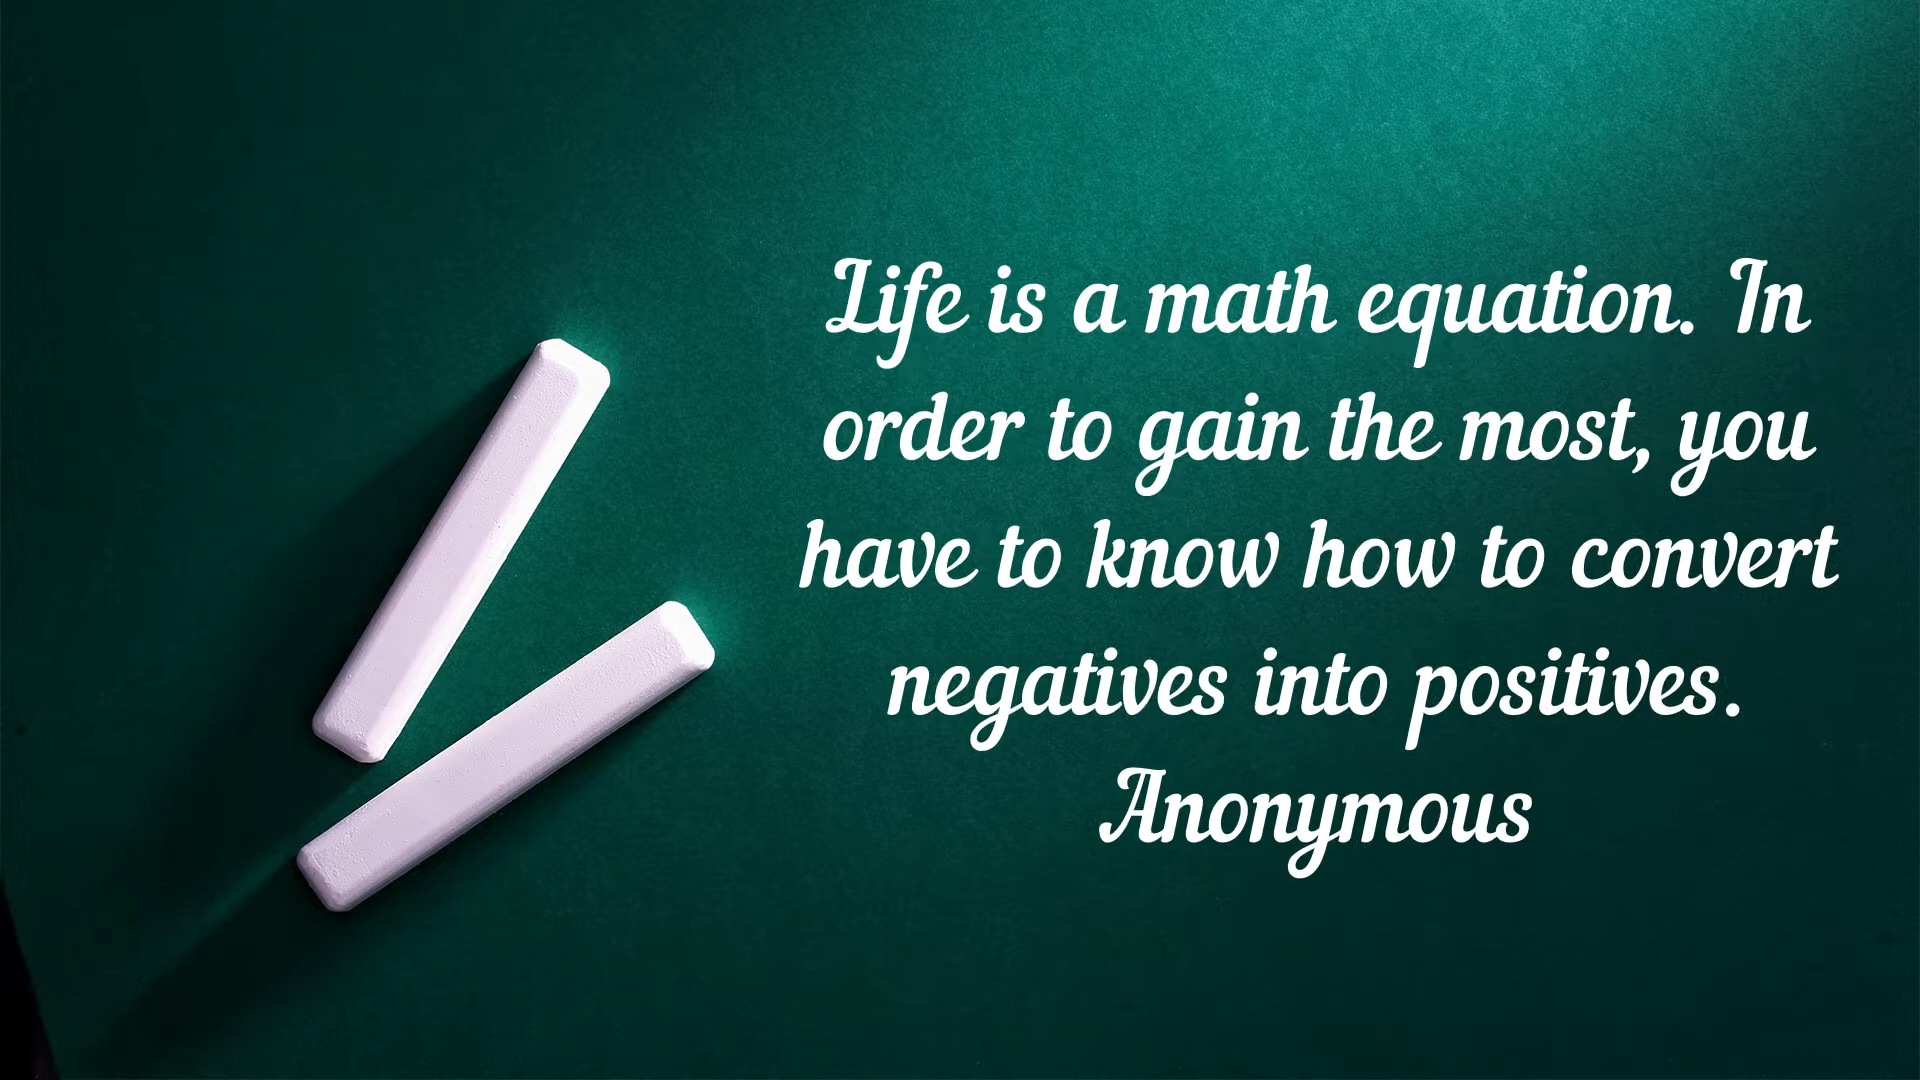 Life is a math equation. In
order to gain the most, you
have to know how to convert
negatives into positives.
Anonymous